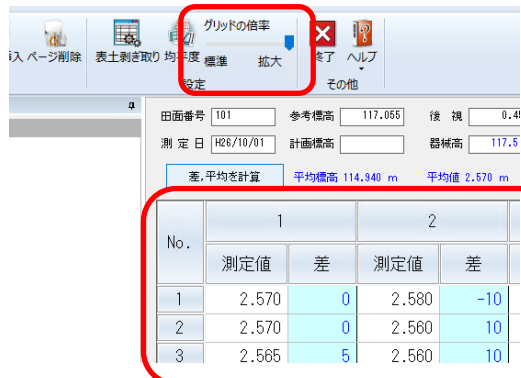 グリッドの倍率
入 ページ削除 表土剥ぎ取り 均平度 標準 拡大 終了 ヘルプ
設定 その他
田面番号 101 参考標高 117.055 後 視 0.45
測 定 日 H26/10/01 計画標高 器械高 117.5
差,平均を計算 平均標高 114.940 m 平均値 2.570 m
No. 1 2
測定値 差 測定値 差
1 2.570 0 2.580 -10
2 2.570 0 2.560 10
3 2.565 5 2.560 10